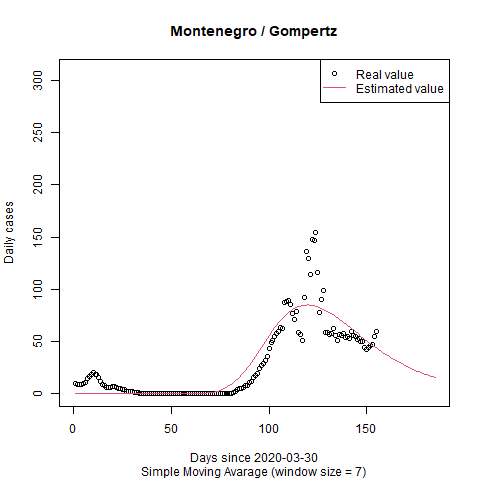 Montenegro / Gompertz
Real value
Estimated value
Daily cases
300
250
200
150
100
50
0
0 50 100 150
Days since 2020-03-30
Simple Moving Avarage (window size = 7)